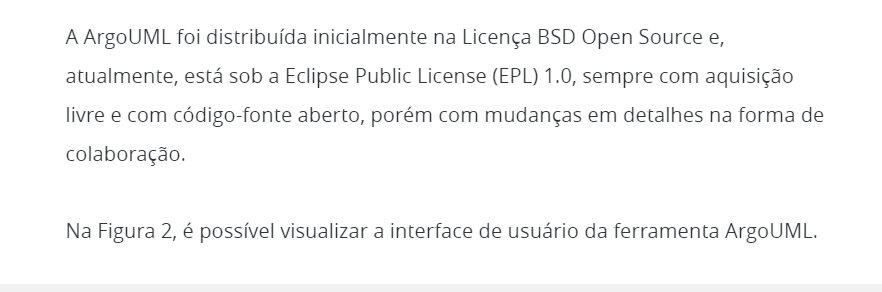 A ArgoUML foi distribuída inicialmente na Licença BSD Open Source e,
atualmente, está sob a Eclipse Public License (EPL) 1.0, sempre com aquisição
livre e com código-fonte aberto, porém com mudanças em detalhes na forma de
colaboração.
Na Figura 2, é possível visualizar a interface de usuário da ferramenta ArgoUML.